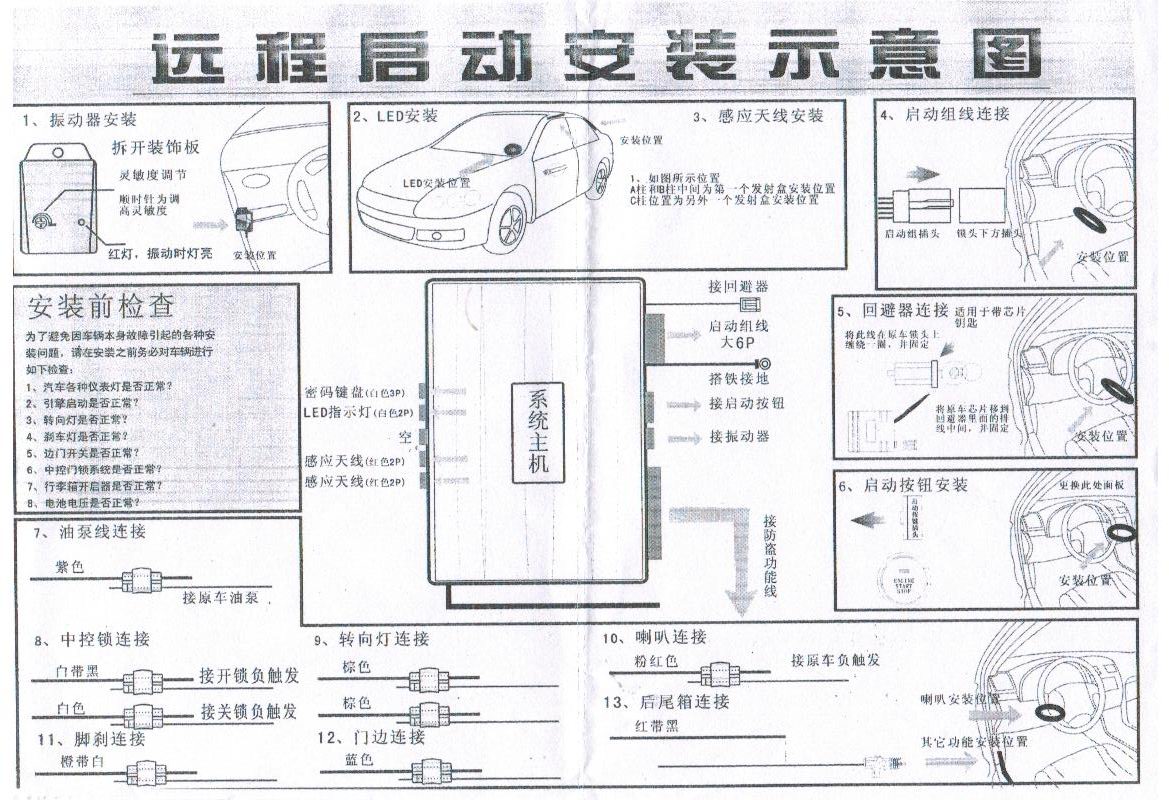 远程启动安装示意图
1、振动器安装
拆开装饰板
灵敏度调节
顺时针为调
高灵敏度
红灯，振动时灯亮
安装位置
2、LED安装
LED安装位置
3、感应天线安装
安装位置
1、如图所示位置
A柱和B柱中间为第一个发射盒安装位置
C柱位置为另外一个发射盒安装位置
4、启动组线连接
启动组插头
锁头下方插头
安装位置
安装前检查
为了避免因车辆本身故障引起的各种安
装问题，请在安装之前务必对车辆进行
如下检查：
1、汽车各种仪表灯是否正常？
2、引擎启动是否正常？
3、转向灯是否正常？
4、刹车灯是否正常？
5、边门开关是否正常？
6、中控门锁系统是否正常？
7、行李箱开启器是否正常？
8、电池电压是否正常？
密码键盘(白色3P)
LED指示灯(白色2P)
空
感应天线(红色2P)
感应天线(红色2P)
系统主机
接回避器
启动组线
大6P
搭铁接地
接启动按钮
接振动器
接防盗功能线
5、回避器连接 适用于带芯片
钥匙
将此线在原车锁头上
缠绕一圈，并固定
将原车芯片移到
回避器里面的排
线中间，并固定
安装位置
6、启动按钮安装
更换此处面板
启动按键插头
ENGINE
START
STOP
安装位置
7、油泵线连接
紫色
接原车油泵
8、中控锁连接
白带黑
接开锁负触发
白色
接关锁负触发
9、转向灯连接
棕色
棕色
10、喇叭连接
粉红色
接原车负触发
11、脚刹连接
橙带白
12、门边连接
蓝色
13、后尾箱连接
红带黑
喇叭安装位置
其它功能安装位置